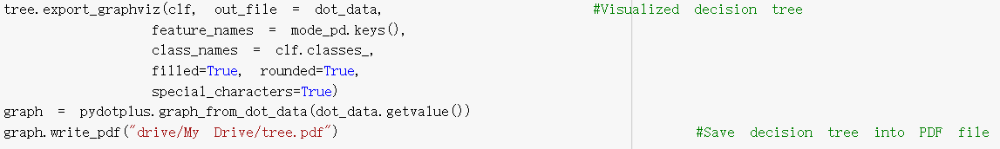 tree.export_graphviz(clf, out_file = dot_data, #Visualized decision tree
feature_names = mode_pd.keys(),
class_names = clf.classes_,
filled=True, rounded=True,
special_characters=True)
graph = pydotplus.graph_from_dot_data(dot_data.getvalue())
graph.write_pdf("drive/My Drive/tree.pdf") #Save decision tree into PDF file